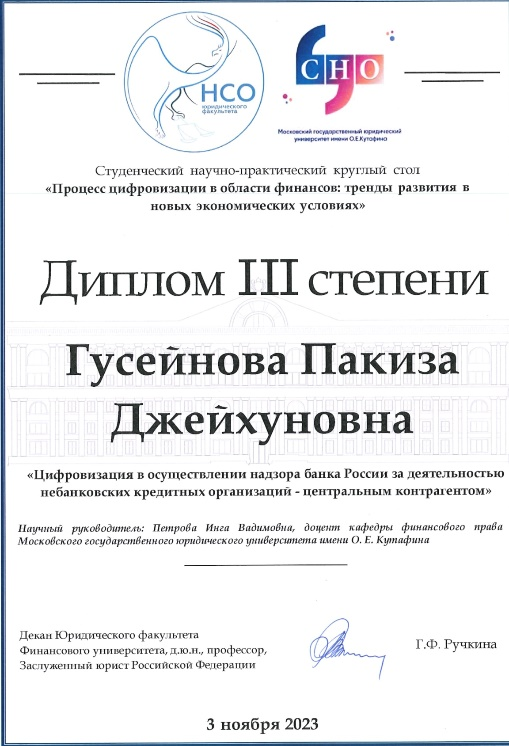 НСО
юридического
факультета
СНО
Московский государственный юридический
университет имени О.Е.Кутафина
Студенческий научно-практический круглый стол
«Процесс цифровизации в области финансов: тренды развития в
новых экономических условиях»
Диплом III степени
Гусейнова Пакиза
Джейхуновна
«Цифровизация в осуществлении надзора банка России за деятельностью
небанковских кредитных организаций - центральным контрагентом»
Научный руководитель: Петрова Инга Вадимовна, доцент кафедры финансового права
Московского государственного юридического университета имени О. Е. Кутафина
Декан Юридического факультета
Финансового университета, д.ю.н., профессор,
Заслуженный юрист Российской Федерации
Г.Ф. Ручкина
3 ноября 2023